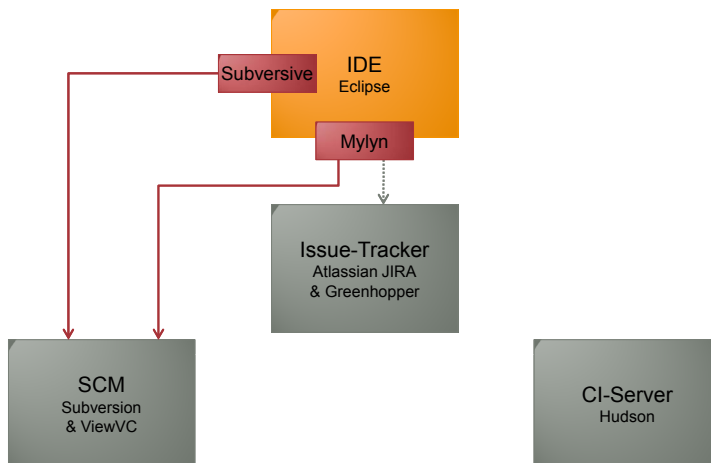 IDE
Eclipse
Subversive
Mylyn
Issue-Tracker
Atlassian JIRA
& Greenhopper
SCM
Subversion
& ViewVC
CI-Server
Hudson